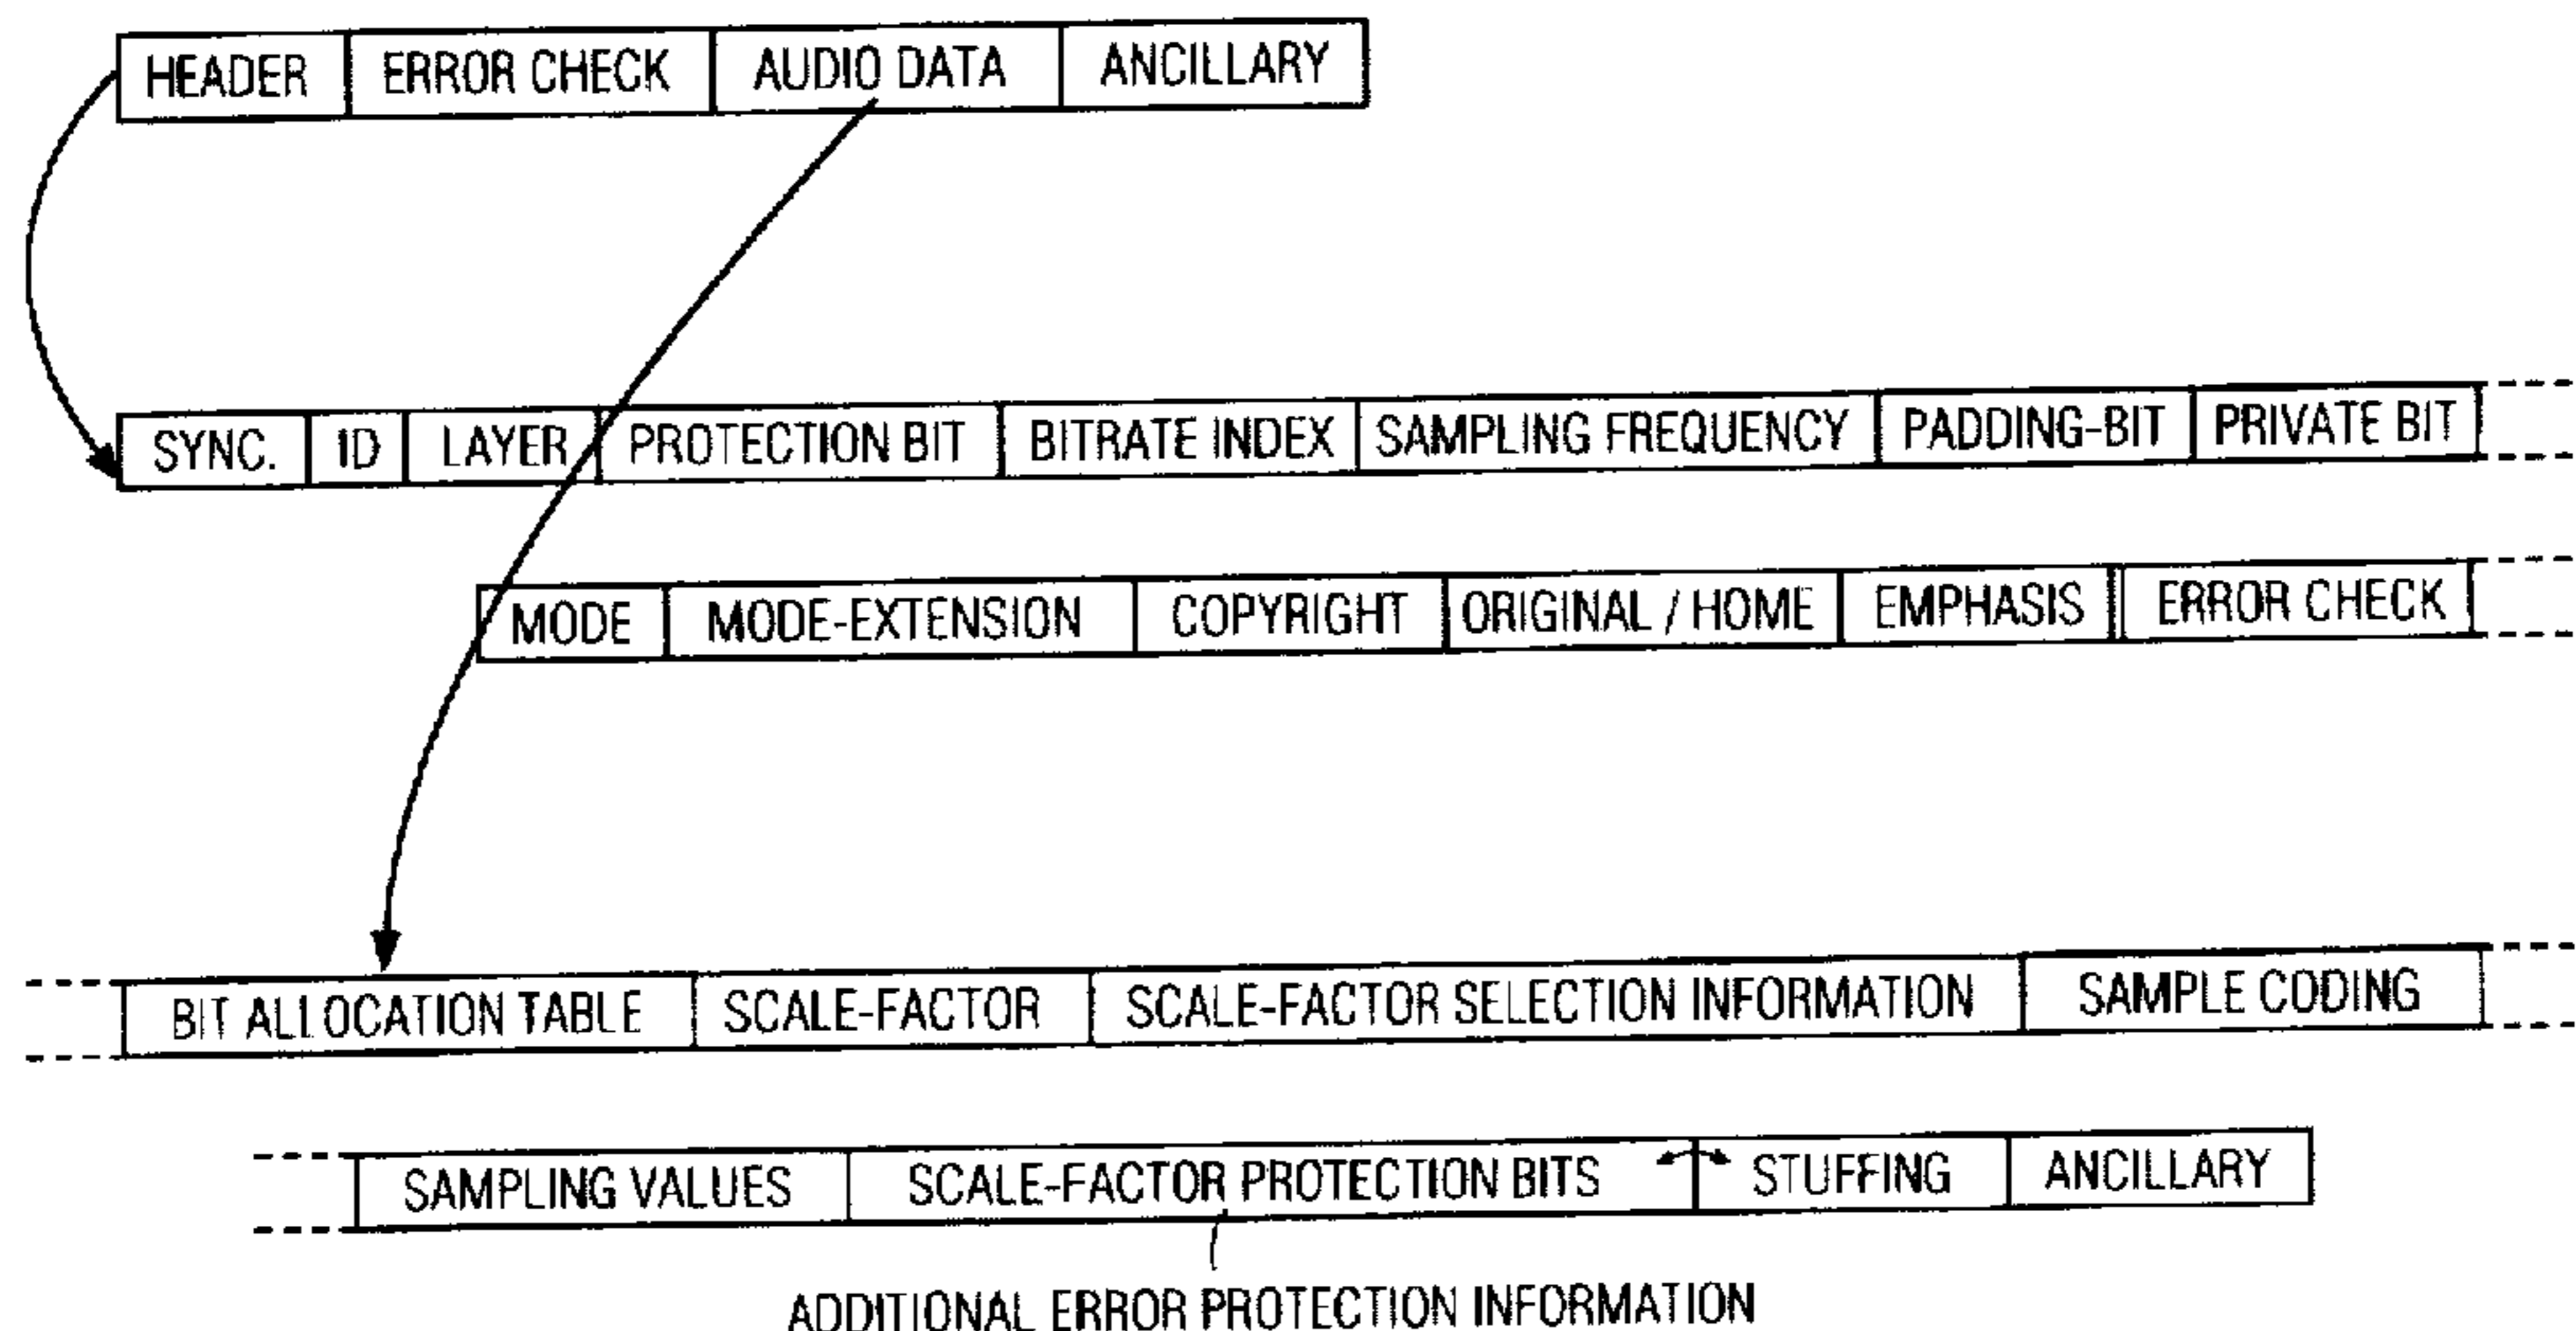 HEADER ERROR CHECK AUDIO DATA ANCILLARY
SYNC. ID LAYER PROTECTION BIT BITRATE INDEX SAMPLING FREQUENCY PADDING-BIT PRIVATE BIT
MODE MODE-EXTENSION COPYRIGHT ORIGINAL / HOME EMPHASIS ERROR CHECK
BIT ALLOCATION TABLE SCALE-FACTOR SCALE-FACTOR SELECTION INFORMATION SAMPLE CODING
SAMPLING VALUES SCALE-FACTOR PROTECTION BITS STUFFING ANCILLARY
ADDITIONAL ERROR PROTECTION INFORMATION